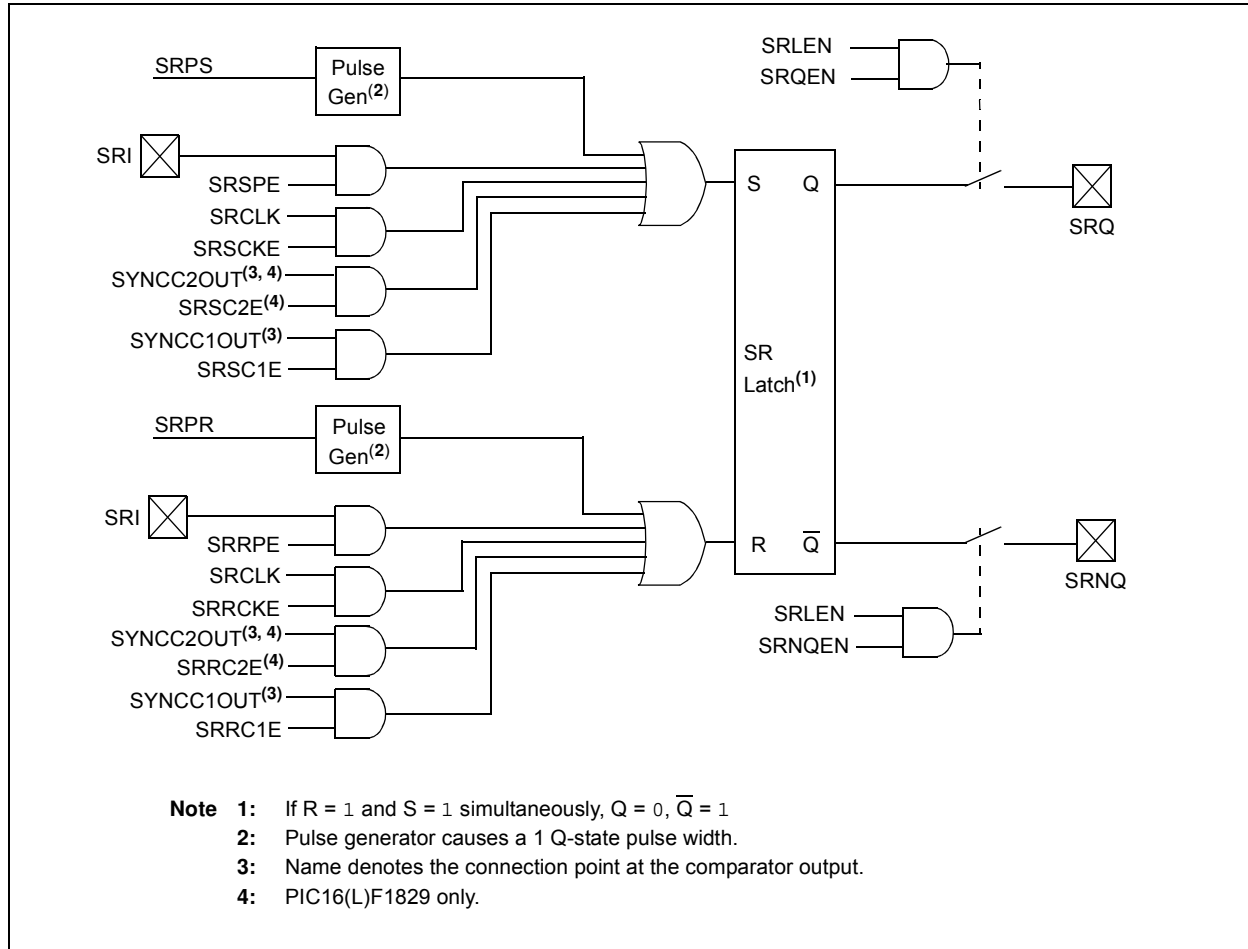 SRPS
Pulse
Gen(2)
SRI
SRSPE
SRCLK
SRSCKE
SYNCC2OUT(3, 4)
SRSC2E(4)
SYNCC1OUT(3)
SRSC1E
SRPR
Pulse
Gen(2)
SRI
SRRPE
SRCLK
SRRCKE
SYNCC2OUT(3, 4)
SRRC2E(4)
SYNCC1OUT(3)
SRRC1E
S Q
SR
Latch(1)
R Q̅
SRLEN
SRQEN
SRQ
SRNQ
SRLEN
SRNQEN
Note 1: If R = 1 and S = 1 simultaneously, Q = 0, Q̅ = 1
2: Pulse generator causes a 1 Q-state pulse width.
3: Name denotes the connection point at the comparator output.
4: PIC16(L)F1829 only.